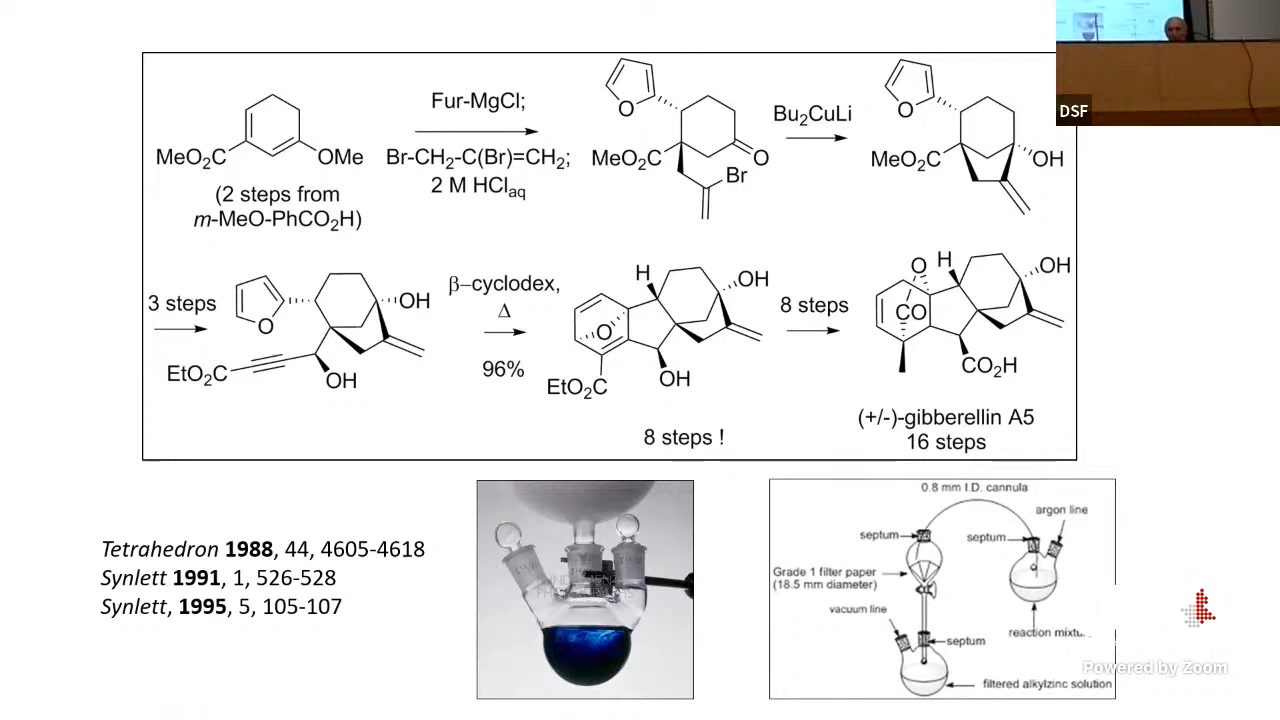 Fur-MgCl;
Br-CH₂-C(Br)=CH₂;
2 M HClaq
MeO₂C
OMe
(2 steps from
m-MeO-PhCO₂H)
O
MeO₂C
O
Br
Bu₂CuLi
O
MeO₂C
OH
DSF
3 steps
O
OH
EtO₂C
OH
β–cyclodex,
Δ
96%
H
OH
O
EtO₂C
OH
8 steps !
8 steps
O
H
OH
CO
CO₂H
(+/-)-gibberellin A5
16 steps
Tetrahedron 1988, 44, 4605-4618
Synlett 1991, 1, 526-528
Synlett, 1995, 5, 105-107
0.8 mm I.D. cannula
argon line
septum
septum
Grade 1 filter paper
(18.5 mm diameter)
vacuum line
septum
reaction
filtered alkylzinc solution
Powered by Zoom